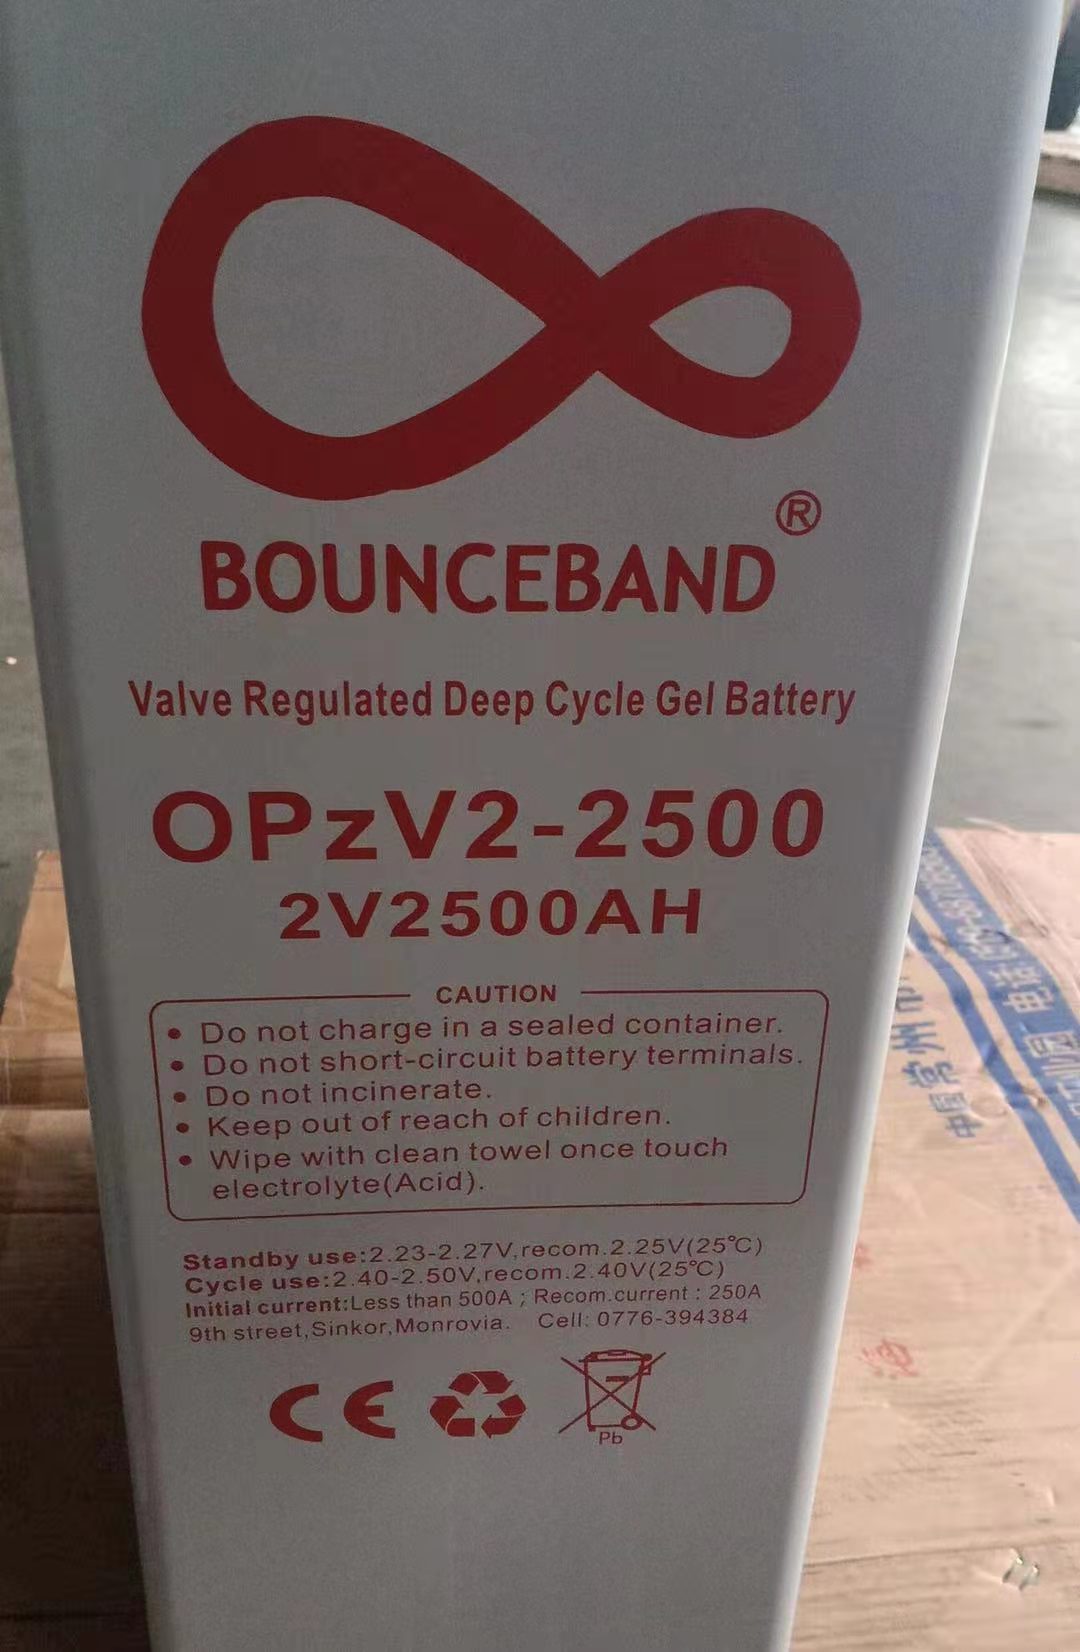 ®
BOUNCEBAND
Valve Regulated Deep Cycle Gel Battery
OPzV2-2500
2V2500AH
CAUTION
• Do not charge in a sealed container.
• Do not short-circuit battery terminals.
• Do not incinerate.
• Keep out of reach of children.
• Wipe with clean towel once touch
electrolyte(Acid).
Standby use:2.23-2.27V,recom.2.25V(25℃)
Cycle use:2.40-2.50V,recom.2.40V(25℃)
Initial current:Less than 500A ; Recom.current : 250A
9th street,Sinkor,Monrovia. Cell: 0776-394384
CE
Pb
电话
中国